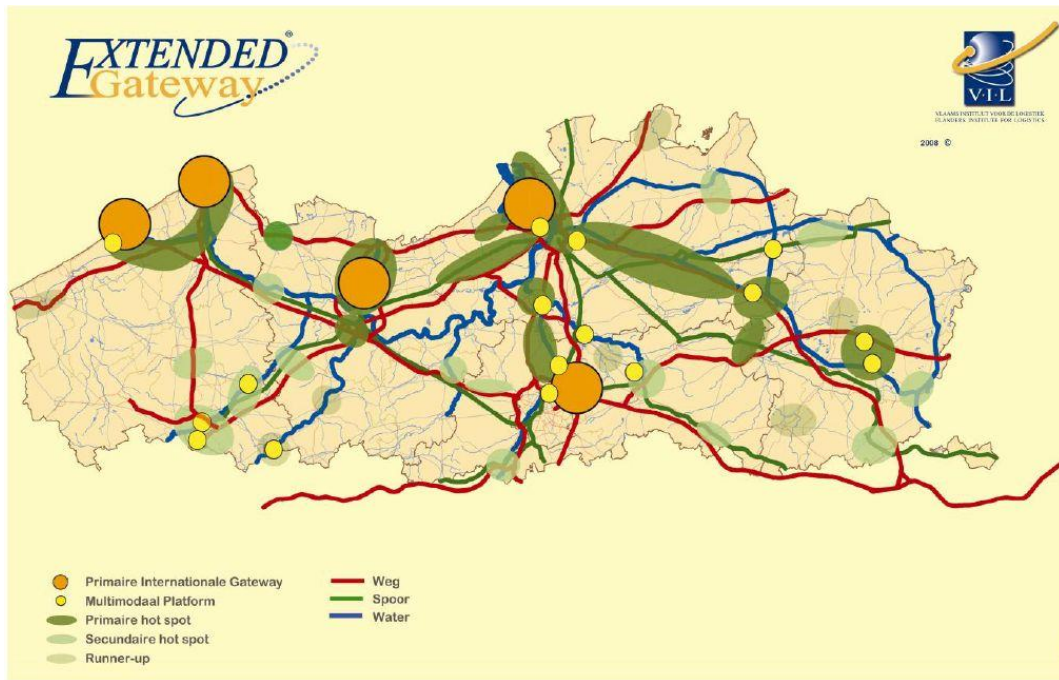 EXTENDED®
Gateway
V·I·L
VLAAMS INSTITUUT VOOR DE LOGISTIEK
FLANDERS INSTITUTE FOR LOGISTICS
2008 ©
Primaire Internationale Gateway
Multimodaal Platform
Primaire hot spot
Secundaire hot spot
Runner-up
Weg
Spoor
Water